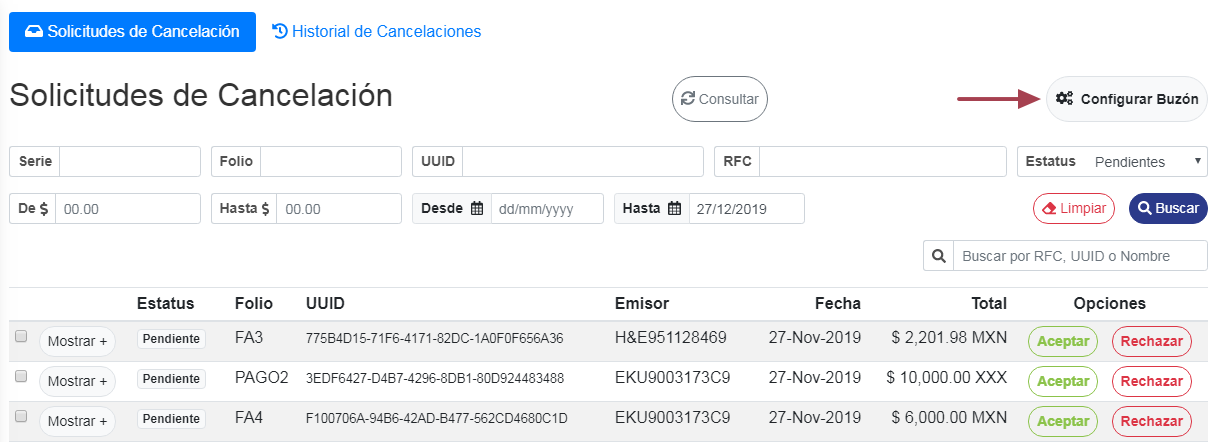 Solicitudes de Cancelación Historial de Cancelaciones
Solicitudes de Cancelación Consultar Configurar Buzón
Serie Folio UUID RFC Estatus Pendientes
De $ 00.00 Hasta $ 00.00 Desde dd/mm/yyyy Hasta 27/12/2019 Limpiar Buscar
Buscar por RFC, UUID o Nombre
Estatus Folio UUID Emisor Fecha Total Opciones
Mostrar + Pendiente FA3 775B4D15-71F6-4171-82DC-1A0F0F656A36 H&E951128469 27-Nov-2019 $ 2,201.98 MXN Aceptar Rechazar
Mostrar + Pendiente PAGO2 3EDF6427-D4B7-4296-8DB1-80D924483488 EKU9003173C9 27-Nov-2019 $ 10,000.00 XXX Aceptar Rechazar
Mostrar + Pendiente FA4 F100706A-94B6-42AD-B477-562CD4680C1D EKU9003173C9 27-Nov-2019 $ 6,000.00 MXN Aceptar Rechazar